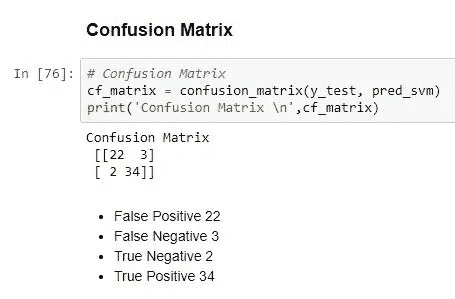 Confusion Matrix
In [76]: # Confusion Matrix
cf_matrix = confusion_matrix(y_test, pred_svm)
print('Confusion Matrix \n',cf_matrix)
Confusion Matrix
[[22  3]
[ 2 34]]
• False Positive 22
• False Negative 3
• True Negative 2
• True Positive 34